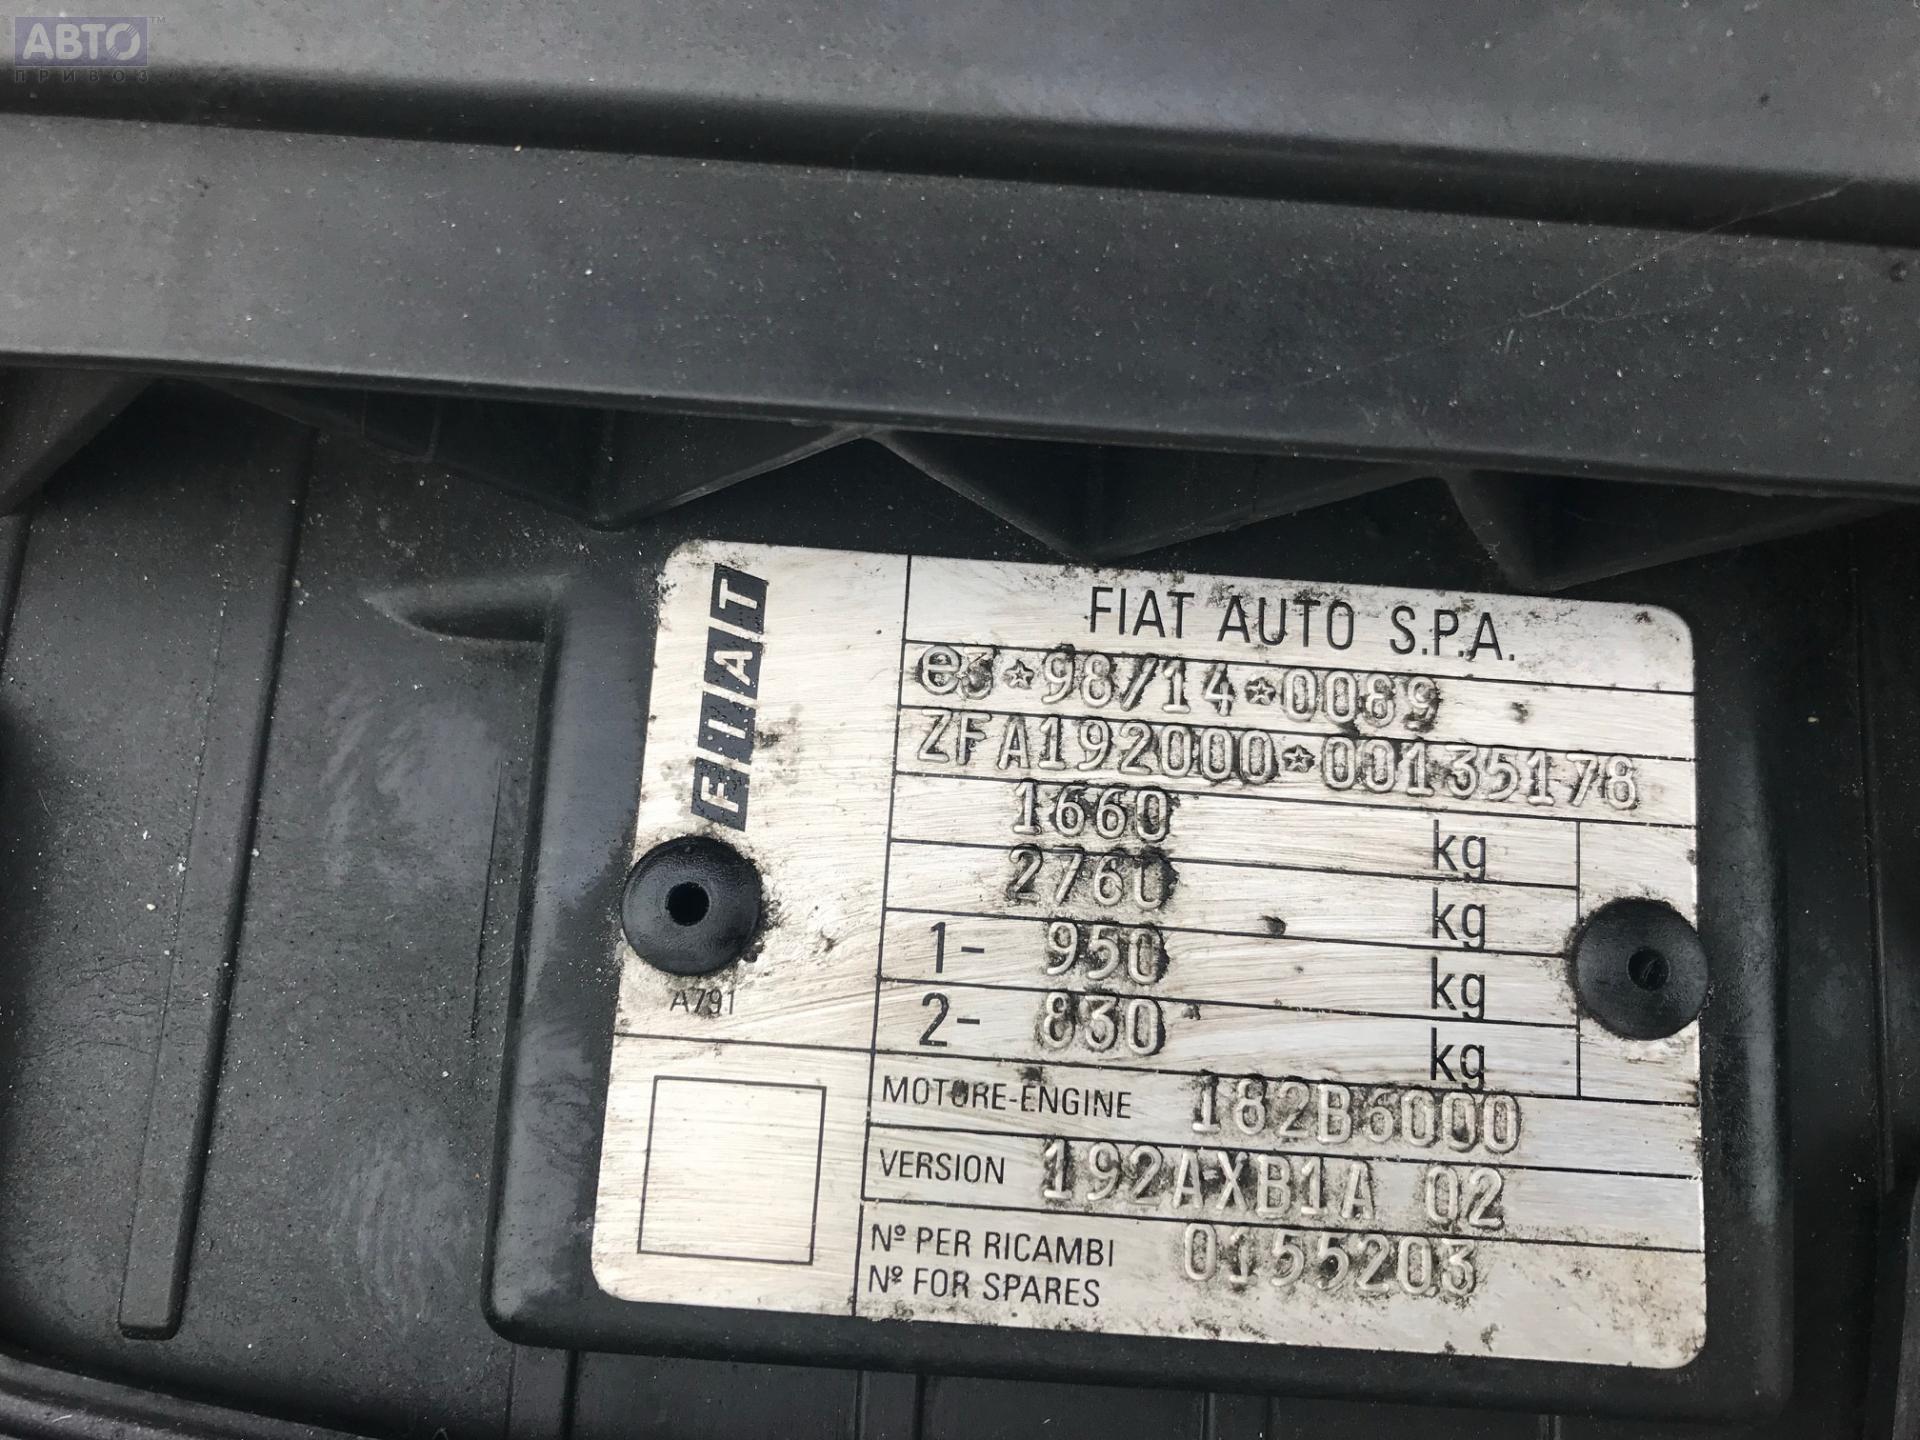 АВТО™
ПРИВОЗ
FIAT
FIAT AUTO S.P.A.
e3*98/14*0089
ZFA192000*00135178
1660 kg
2760 kg
1- 950 kg
2- 830 kg
A791
MOTORE-ENGINE 182B6000
VERSION 192AXB1A 02
Nº PER RICAMBI 0155203
Nº FOR SPARES